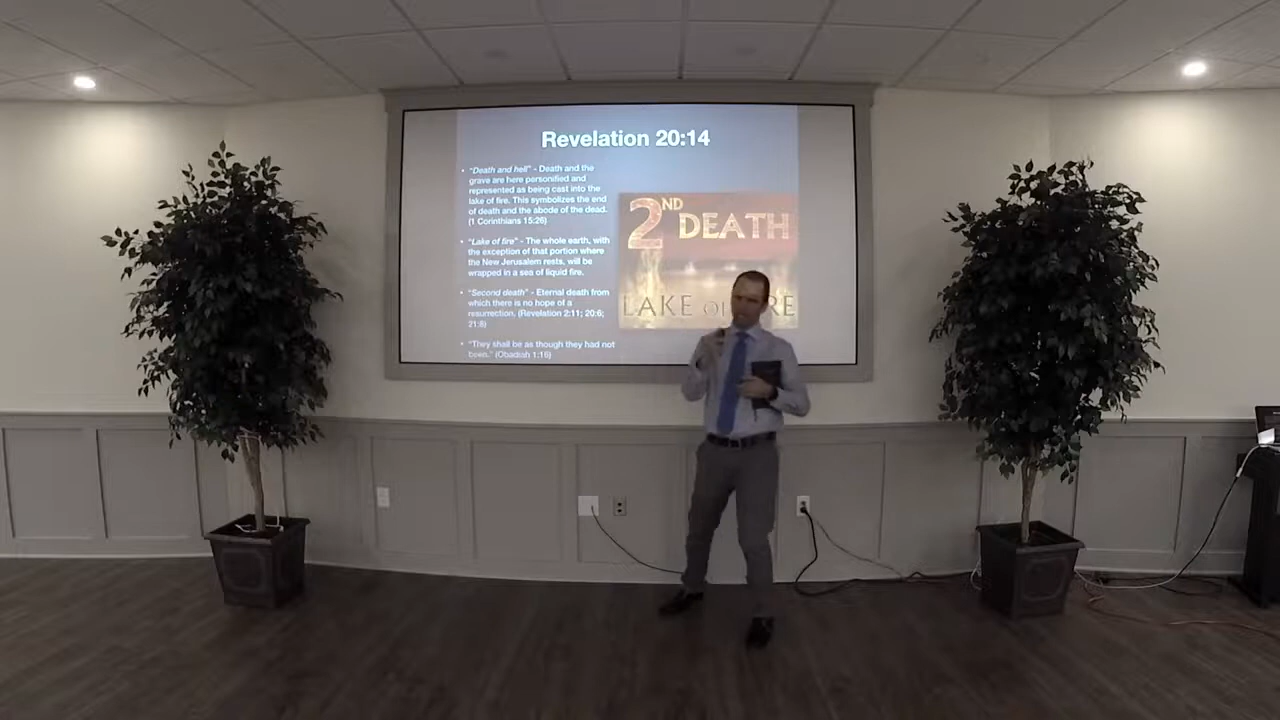 Revelation 20:14
• "Death and hell" - Death and the
grave are here personified and
represented as being cast into the
lake of fire. This symbolizes the end
of death and the abode of the dead.
(1 Corinthians 15:26)
• "Lake of fire" - The whole earth, with
the exception of that portion where
the New Jerusalem rests, will be
wrapped in a sea of liquid fire.
• "Second death" - Eternal death from
which there is no hope of a
resurrection. (Revelation 2:11; 20:6;
21:8)
• "They shall be as though they had not
been." (Obadiah 1:16)
2ND DEATH
LAKE